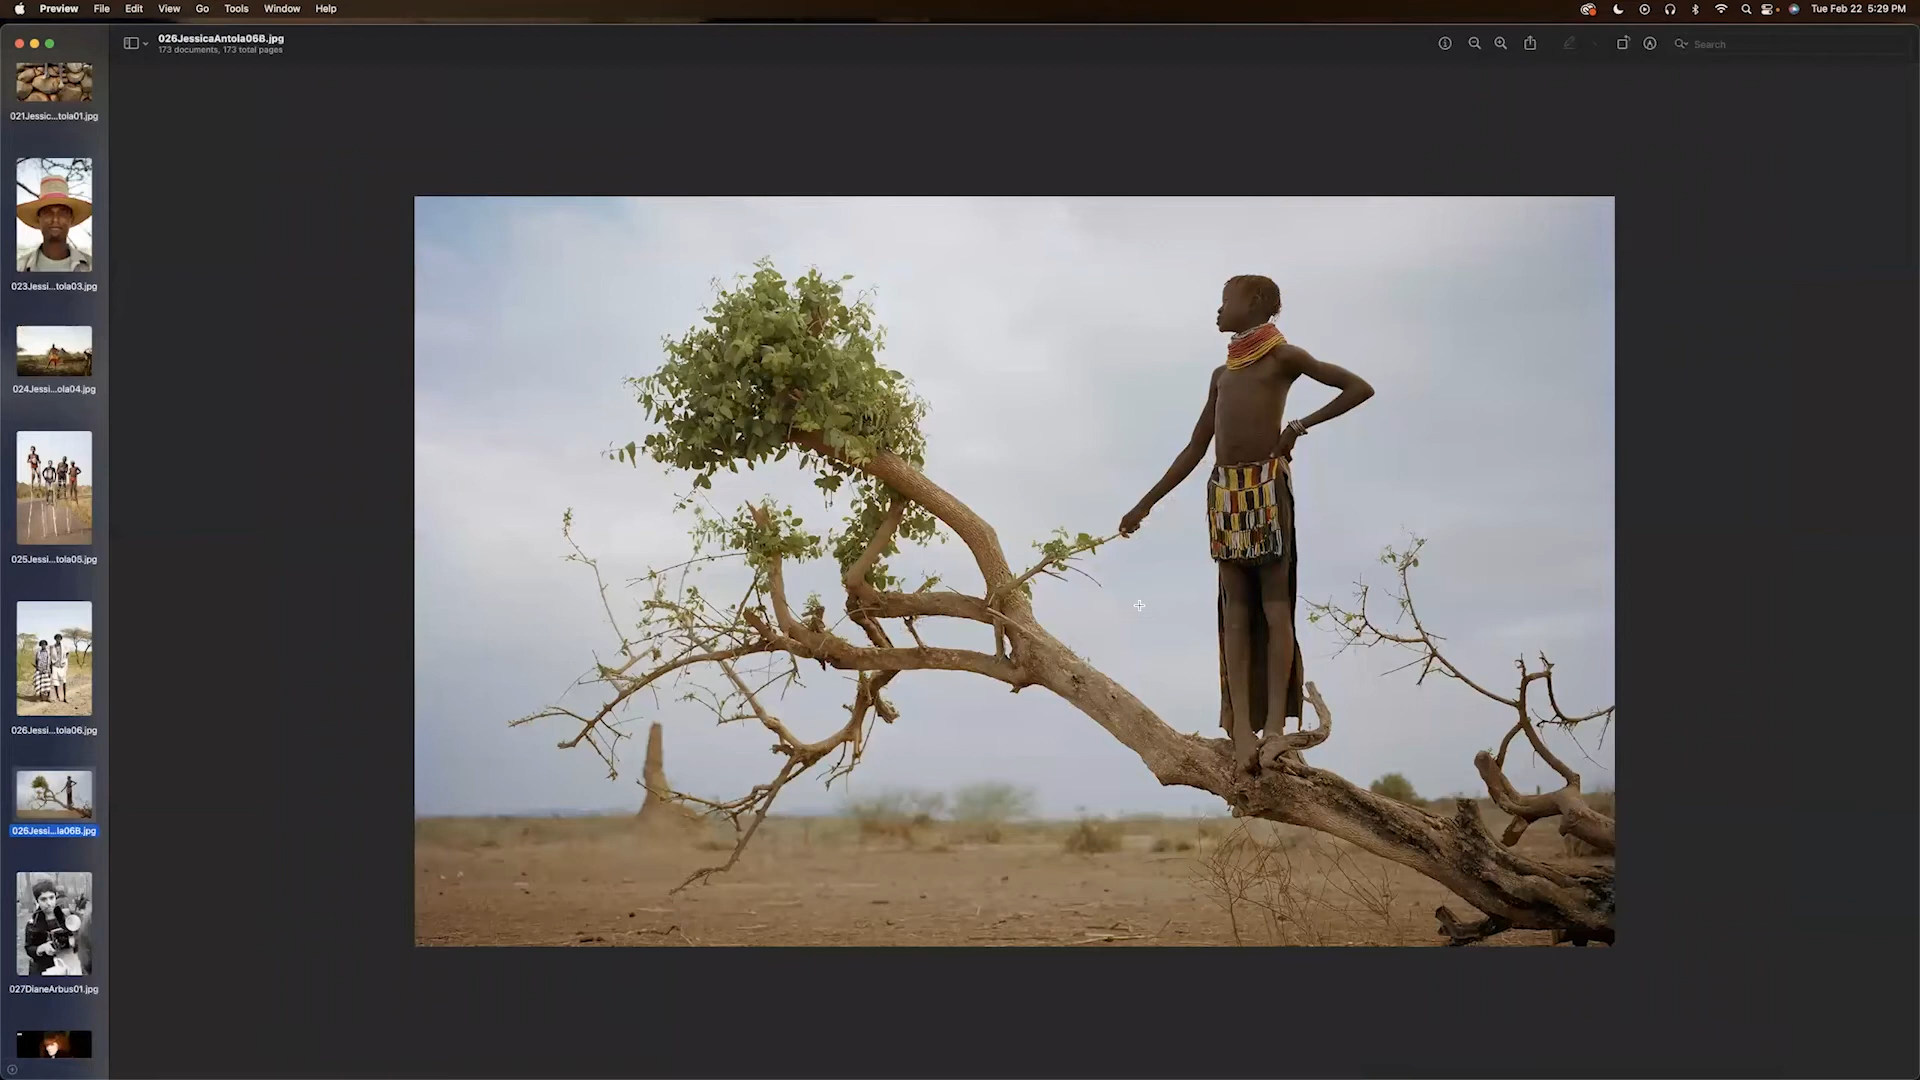 Preview File Edit View Go Tools Window Help
Tue Feb 22 5:29 PM
026JessicaAntola06B.jpg
173 documents, 173 total pages
Search
021Jessic...tola01.jpg
023Jessi...tola03.jpg
024Jessi...ola04.jpg
025Jessi...tola05.jpg
026Jessi...tola06.jpg
026Jessi...la06B.jpg
027DianeArbus01.jpg